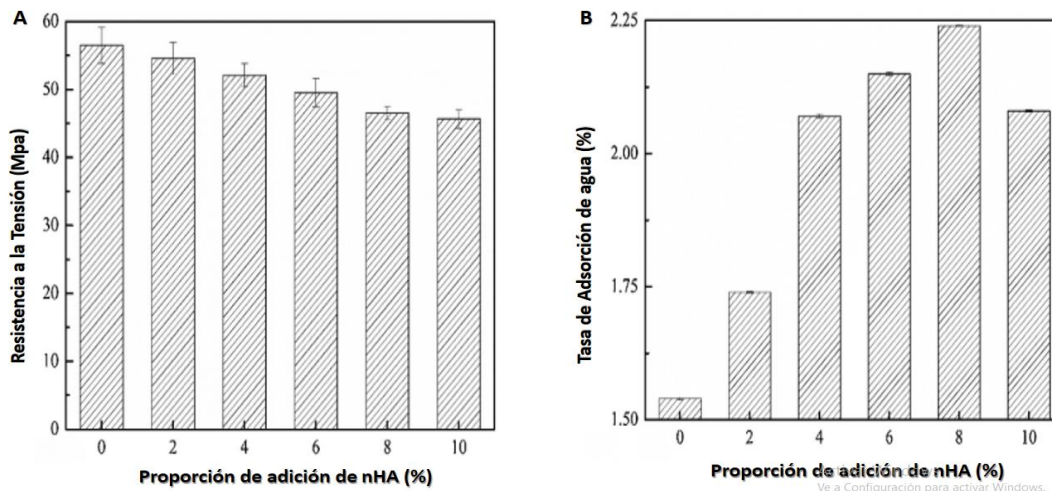 A
Resistencia a la Tensión (Mpa)
60
50
40
30
20
10
0
0 2 4 6 8 10
Proporción de adición de nHA (%)
B
Tasa de Adsorción de agua (%)
2.25
2.00
1.75
1.50
0 2 4 6 8 10
Proporción de adición de nHA (%)
Ve a Configuración para activar Windows.